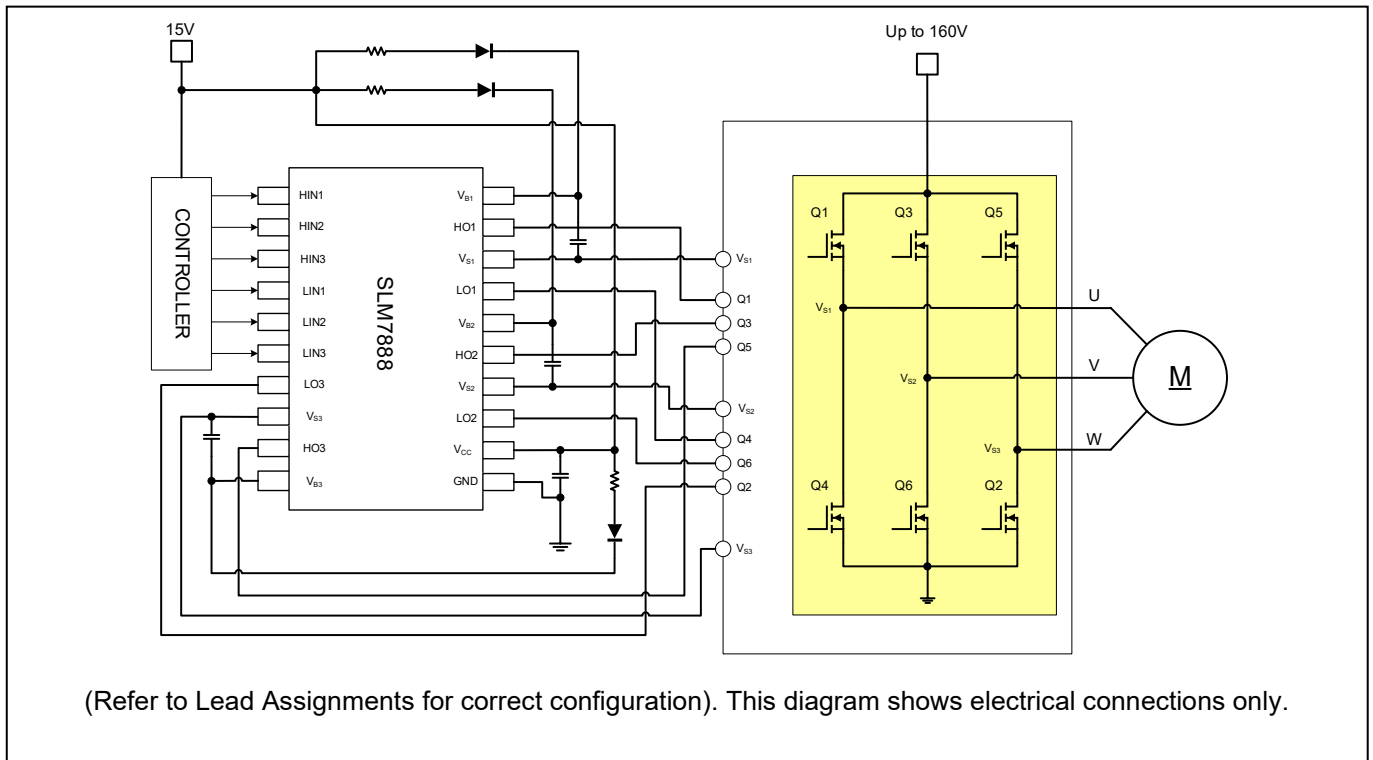 15V
Up to 160V
CONTROLLER
HIN1
HIN2
HIN3
LIN1
LIN2
LIN3
LO3
VS3
HO3
VB3
SLM7888
VB1
HO1
VS1
LO1
VB2
HO2
VS2
LO2
VCC
GND
VS1
Q1
Q3
Q5
VS2
Q4
Q6
Q2
VS3
Q1
Q3
Q5
VS1
VS2
VS3
Q4
Q6
Q2
U
V
W
M
(Refer to Lead Assignments for correct configuration). This diagram shows electrical connections only.